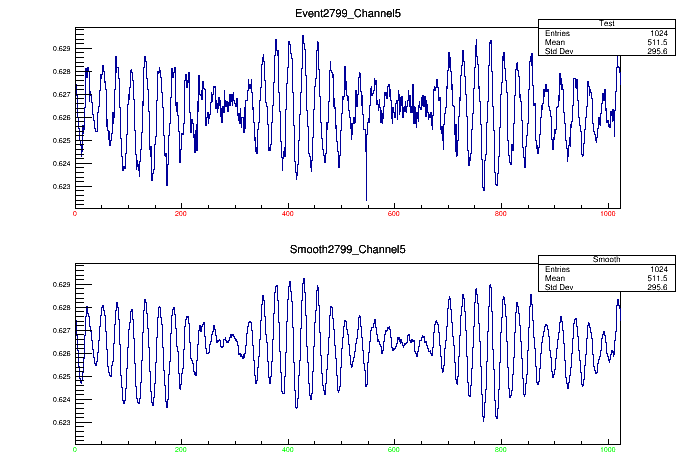 Event2799_Channel5
Test
Entries 1024
Mean 511.5
Std Dev 295.6
0.629
0.628
0.627
0.626
0.625
0.624
0.623
0 200 400 600 800 1000
Smooth2799_Channel5
Smooth
Entries 1024
Mean 511.5
Std Dev 295.6
0.629
0.628
0.627
0.626
0.625
0.624
0.623
0 200 400 600 800 1000